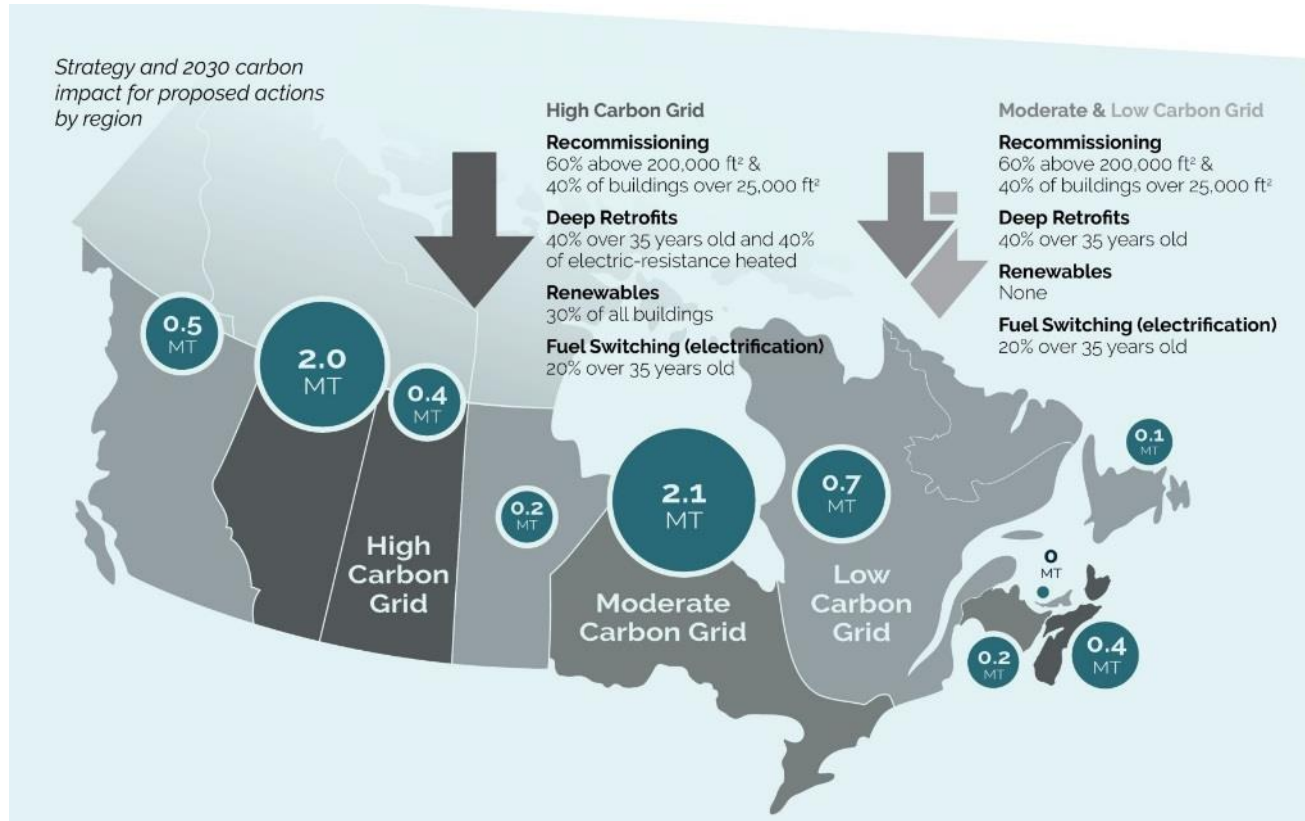 Strategy and 2030 carbon
impact for proposed actions
by region
High Carbon Grid
Recommissioning
60% above 200,000 ft² &
40% of buildings over 25,000 ft²
Deep Retrofits
40% over 35 years old and 40%
of electric-resistance heated
Renewables
30% of all buildings
Fuel Switching (electrification)
20% over 35 years old
Moderate & Low Carbon Grid
Recommissioning
60% above 200,000 ft² &
40% of buildings over 25,000 ft²
Deep Retrofits
40% over 35 years old
Renewables
None
Fuel Switching (electrification)
20% over 35 years old
0.5
MT
2.0
MT
0.4
MT
0.2
MT
2.1
MT
0.7
MT
0.1
MT
0
MT
0.2
MT
0.4
MT
High
Carbon
Grid
Moderate
Carbon Grid
Low
Carbon
Grid